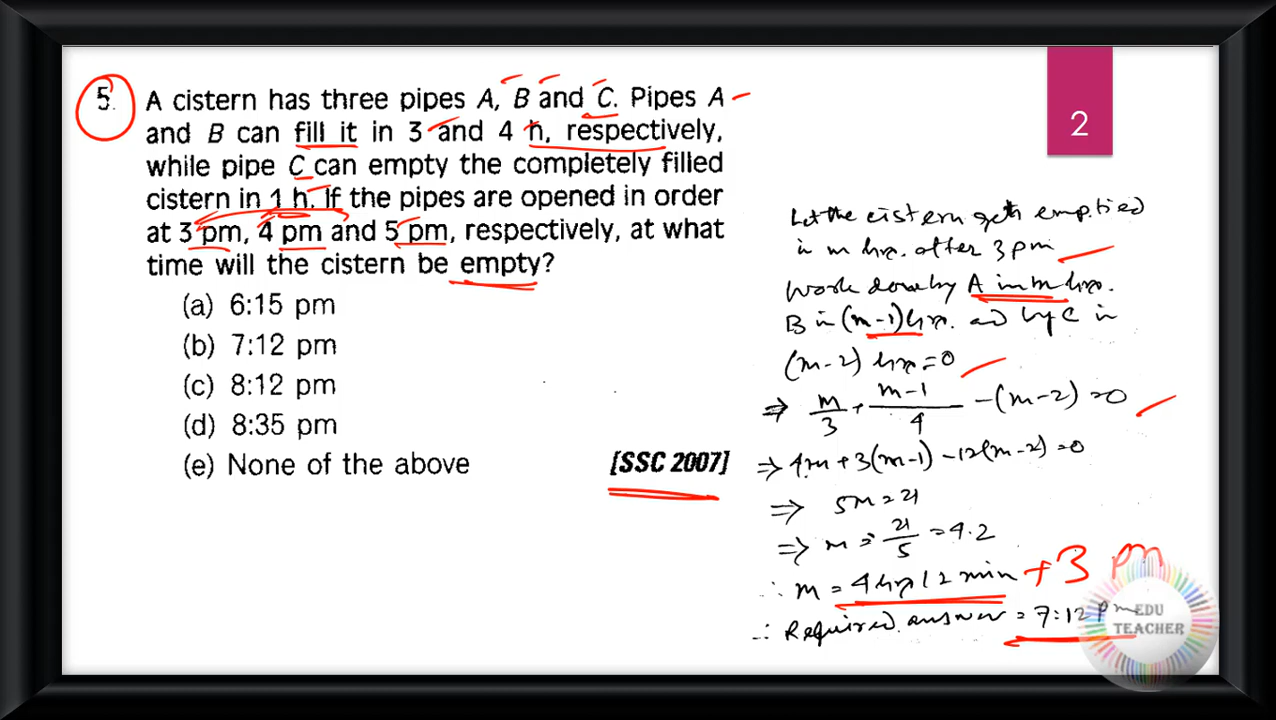 2
5. A cistern has three pipes A, B and C. Pipes A
and B can fill it in 3 and 4 h, respectively,
while pipe C can empty the completely filled
cistern in 1 h. If the pipes are opened in order
at 3 pm, 4 pm and 5 pm, respectively, at what
time will the cistern be empty?
(a) 6:15 pm
(b) 7:12 pm
(c) 8:12 pm
(d) 8:35 pm
(e) None of the above
[SSC 2007]
Let the cistern gets emptied
in m hrs. after 3 pm
Work done by A in m hrs.
B in (m-1) hrs. and by C in
(m-2) hrs = 0
⇒ m/3 + (m-1)/4 - (m-2) = 0
⇒ 4m + 3(m-1) - 12(m-2) = 0
⇒ 5m = 21
⇒ m = 21/5 = 4.2
∴ m = 4 hrs 12 min + 3 pm
∴ Required answer = 7:12 pm
EDU
TEACHER